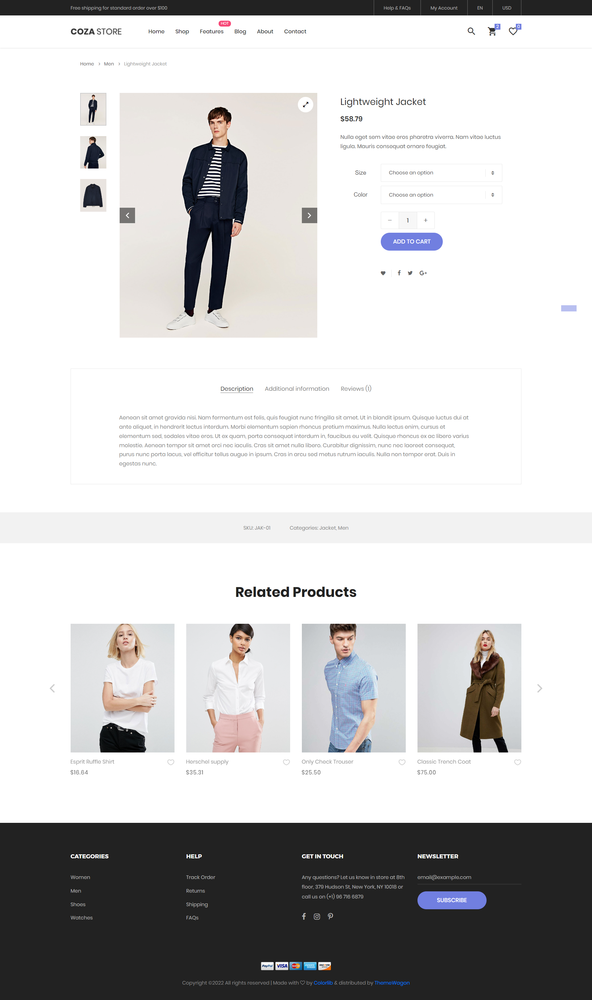 Free shipping for standard order over $100
Help & FAQs
My Account
EN
USD
COZA STORE
Home
Shop
Features
HOT
Blog
About
Contact
2
0
Home > Men > Lightweight Jacket
Lightweight Jacket
$58.79
Nulla eget sem vitae eros pharetra viverra. Nam vitae luctus
ligula. Mauris consequat ornare feugiat.
Size
Choose an option
Color
Choose an option
− 1 +
ADD TO CART
G+
Description
Additional information
Reviews (1)
Aenean sit amet gravida nisi. Nam fermentum est felis, quis feugiat nunc fringilla sit amet. Ut in blandit ipsum. Quisque luctus dui at
ante aliquet, in hendrerit lectus interdum. Morbi elementum sapien rhoncus pretium maximus. Nulla lectus enim, cursus et
elementum sed, sodales vitae eros. Ut ex quam, porta consequat interdum in, faucibus eu velit. Quisque rhoncus ex ac libero varius
molestie. Aenean tempor sit amet orci nec iaculis. Cras sit amet nulla libero. Curabitur dignissim, nunc nec laoreet consequat,
purus nunc porta lacus, vel efficitur tellus augue in ipsum. Cras in arcu sed metus rutrum iaculis. Nulla non tempor erat. Duis in
egestas nunc.
SKU: JAK-01
Categories: Jacket, Men
Related Products
Esprit Ruffle Shirt
$16.64
Herschel supply
$35.31
Only Check Trouser
$25.50
Classic Trench Coat
$75.00
CATEGORIES
Women
Men
Shoes
Watches
HELP
Track Order
Returns
Shipping
FAQs
GET IN TOUCH
Any questions? Let us know in store at 8th
floor, 379 Hudson St, New York, NY 10018 or
call us on (+1) 96 716 6879
NEWSLETTER
email@example.com
SUBSCRIBE
PayPal
VISA
MasterCard
DISCOVER
Copyright ©2022 All rights reserved | Made with ♡ by Colorlib & distributed by ThemeWagon